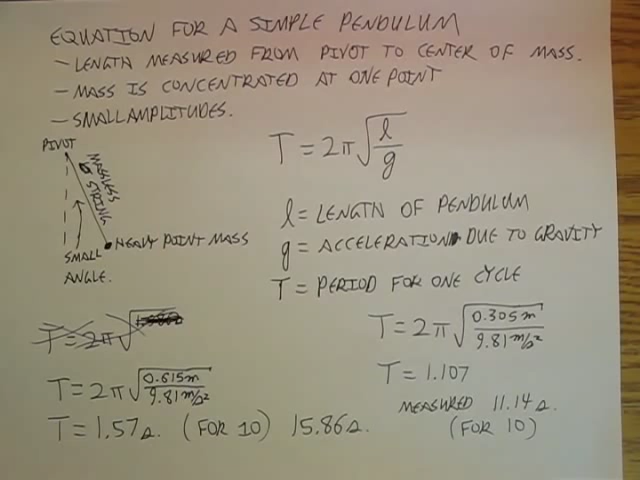 EQUATION FOR A SIMPLE PENDULUM
- LENGTH MEASURED FROM PIVOT TO CENTER OF MASS.
- MASS IS CONCENTRATED AT ONE POINT
- SMALL AMPLITUDES.
PIVOT
MASSLESS
STRING
HEAVY POINT MASS
SMALL
ANGLE.
T = 2π√(l/g)
l = LENGTH OF PENDULUM
g = ACCELERATION DUE TO GRAVITY
T = PERIOD FOR ONE CYCLE
T = 2π√
T = 2π√(0.615m/9.81m/s²)
T = 1.57s. (FOR 10) 15.86s.
T = 2π√(0.305m/9.81m/s²)
T = 1.107
MEASURED 11.14s.
(FOR 10)